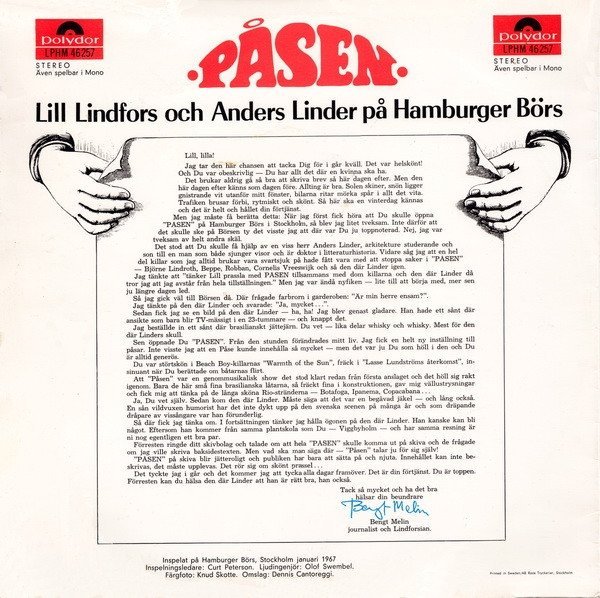 polydor
LPHM 46257
STEREO
Även spelbar i Mono
·PÅSEN·
polydor
LPHM 46257
STEREO
Även spelbar i Mono
Lill Lindfors och Anders Linder på Hamburger Börs
Lill, lilla!
Jag tar den här chansen att tacka Dig för i går kväll. Det var helskönt!
Och Du var obeskrivlig — Du har allt det där en kvinna ska ha.
Det brukar aldrig gå så bra att skriva brev så här dagen efter. Men den
här dagen efter känns som dagen före. Allting är bra. Solen skiner, snön ligger
gnistrande vit utanför mitt fönster, bilarna ritar mörka spår i allt det vita.
Trafiken brusar förbi, rytmiskt och skönt. Så här ska en vinterdag kännas
och det är helt och hållet din förtjänst.
Men jag måste få berätta detta: När jag först fick höra att Du skulle öppna
"PÅSEN" på Hamburger Börs i Stockholm, så blev jag litet tveksam. Inte därför att
det skulle ske på Börsen ty det visste jag att där var Du ju toppnoterad. Nej, jag var
tveksam av helt andra skäl.
Det stod att Du skulle få hjälp av en viss herr Anders Linder, arkitekture studerande och
son till en man som både sjunger visor och är doktor i litteraturhistoria. Vidare såg jag att en hel
del killar som jag alltid brukar vara svartsjuk på hade fått vara med att stoppa saker i "PÅSEN"
— Björne Lindroth, Beppe, Robban, Cornelis Vreeswijk och så den där Linder igen.
Jag tänkte att "tänker Lill prassla med PÅSEN tillsammans med dom killarna och den där Linder då
tror jag att jag avstår från hela tillställningen." Men jag var ändå nyfiken — lite till att börja med, mer sen
ju längre dagen led.
Så jag gick väl till Börsen då. Där frågade farbrorn i garderoben: "Är min herre ensam?".
Jag tänkte på den där Linder och svarade: "Ja, mycket...".
Sedan fick jag se en bild på den där Linder — ha, ha! Jag blev genast gladare. Han hade ett sånt där
ansikte som bara blir TV-mässigt i en 23-tummare — och knappt det.
Jag beställde in ett sånt där brasilianskt jättejärn. Du vet — lika delar whisky och whisky. Mest för den
där Linders skull.
Sen öppnade Du "PÅSEN". Från den stunden förändrades mitt liv. Jag fick en helt ny inställning till
påsar. Inte visste jag att en Påse kunde innehålla så mycket — men det var ju Du som höll i den och Du
är alltid generös.
Du var störtskön i Beach Boy-killarnas "Warmth of the Sun", fräck i "Lasse Lundströms återkomst", in-
sinuant när Du berättade om båtarnas flirt.
Att "Påsen" var en genommusikalisk show det stod klart redan från första anslaget och det höll sig rakt
igenom. Bara de här små fina brasilianska låtarna, så fräckt fina i konstruktionen, gav mig vällustrysningar
och fick mig att tänka på de långa sköna Rio-stränderna — Botafoga, Ipanema, Copacabana...
Ja, Du vet själv. Sedan kom den där Linder. Måste säga att det var en begåvad jäkel — och lång också.
En sån vildvuxen humorist har det inte dykt upp på den svenska scenen på många år och som dräpande
dråpare av visslångare var han förunderlig.
Så där fick jag tänka om. I fortsättningen tänker jag hålla ögonen på den där Linder. Han kanske kan bli
något. Eftersom han kommer från samma plantskola som Du — Viggbyholm — och har samma resning är
ni nog egentligen ett bra par.
Förresten ringde ditt skivbolag och talade om att hela "PÅSEN" skulle komma ut på skiva och de frågade
om jag ville skriva baksidestexten. Men vad ska man säga där — "Påsen" talar ju för sig själv!
"PÅSEN" på skiva blir jätteroligt och publiken har bara att sätta på och njuta. Innehållet kan inte be-
skrivas, det måste upplevas. Det rör sig om skönt prassel...
Det tyckte jag i går och det kommer jag att tycka alla dagar framöver. Det är din förtjänst. Du är toppen.
Förresten kan du hälsa den där Linder att han är rätt bra, han också.
Tack så mycket och ha det bra
hälsar din beundrare
Bengt Melin
Bengt Melin
journalist och Lindforsian.
Inspelat på Hamburger Börs, Stockholm januari 1967
Inspelningsledare: Curt Peterson. Ljudingenjör: Olof Swembel.
Färgfoto: Knud Skotte. Omslag: Dennis Cantoreggi.
Printed in Sweden